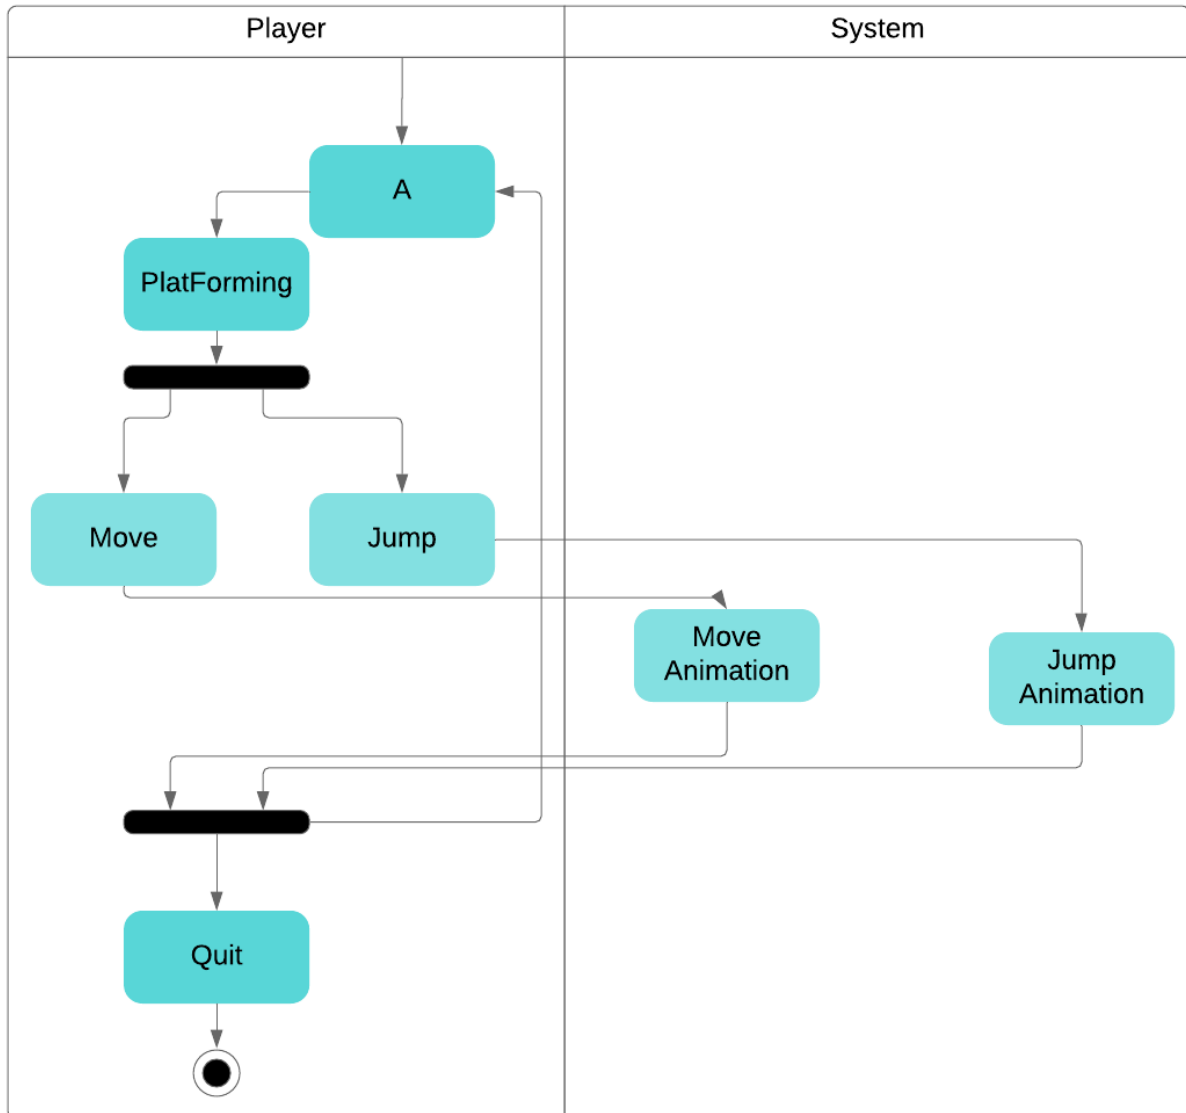 Player
System
A
PlatForming
Move
Jump
Move
Animation
Jump
Animation
Quit